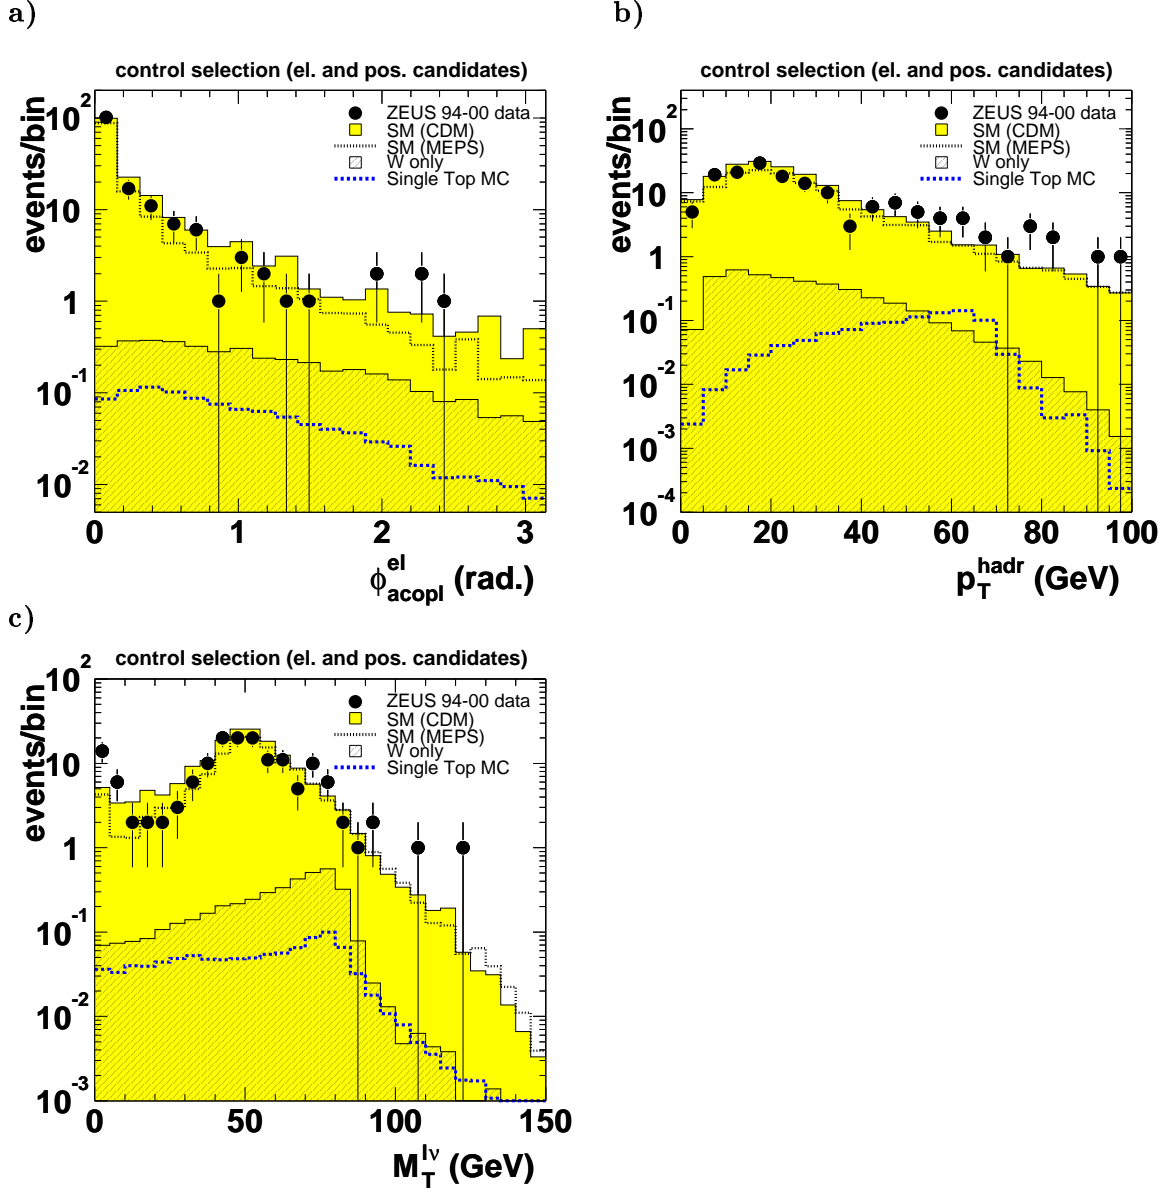 a)
control selection (el. and pos. candidates)
events/bin
10^2
10
1
10^-1
10^-2
ZEUS 94-00 data
SM (CDM)
SM (MEPS)
W only
Single Top MC
0 1 2 3
ϕ_acopl^el (rad.)
b)
control selection (el. and pos. candidates)
events/bin
10^2
10
1
10^-1
10^-2
10^-3
10^-4
ZEUS 94-00 data
SM (CDM)
SM (MEPS)
W only
Single Top MC
0 20 40 60 80 100
p_T^hadr (GeV)
c)
control selection (el. and pos. candidates)
events/bin
10^2
10
1
10^-1
10^-2
10^-3
ZEUS 94-00 data
SM (CDM)
SM (MEPS)
W only
Single Top MC
0 50 100 150
M_T^lν (GeV)